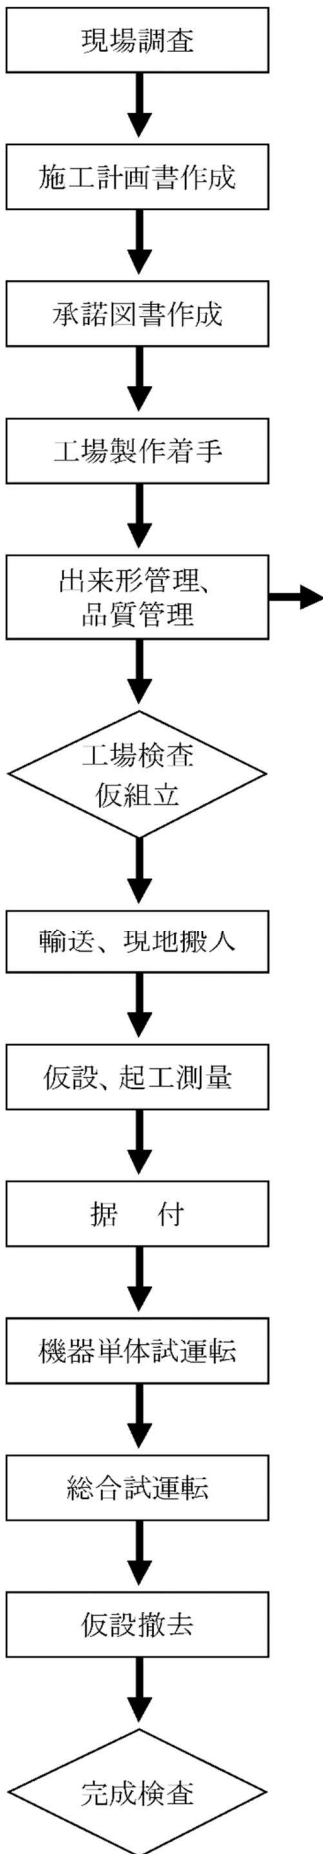 現場調査
施工計画書作成
承諾図書作成
工場製作着手
出来形管理、
品質管理
工場検査
仮組立
輸送、現地搬入
仮設、起工測量
据　付
機器単体試運転
総合試運転
仮設撤去
完成検査